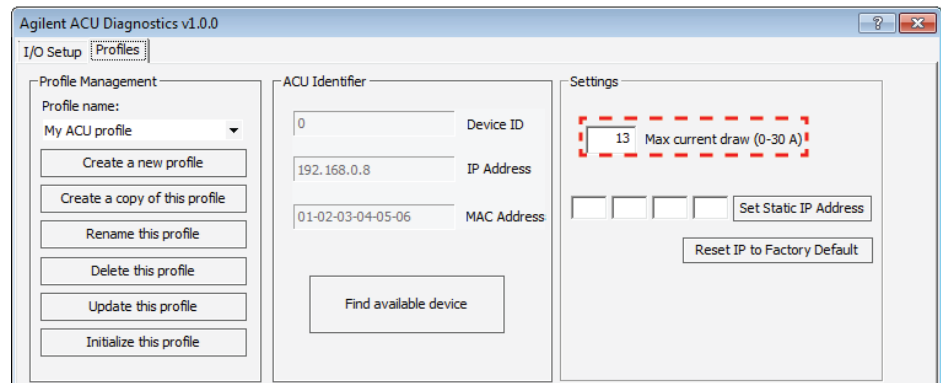 Agilent ACU Diagnostics v1.0.0
?
I/O Setup Profiles
Profile Management
Profile name:
My ACU profile
Create a new profile
Create a copy of this profile
Rename this profile
Delete this profile
Update this profile
Initialize this profile
ACU Identifier
0 Device ID
192.168.0.8 IP Address
01-02-03-04-05-06 MAC Address
Find available device
Settings
13 Max current draw (0-30 A)
Set Static IP Address
Reset IP to Factory Default